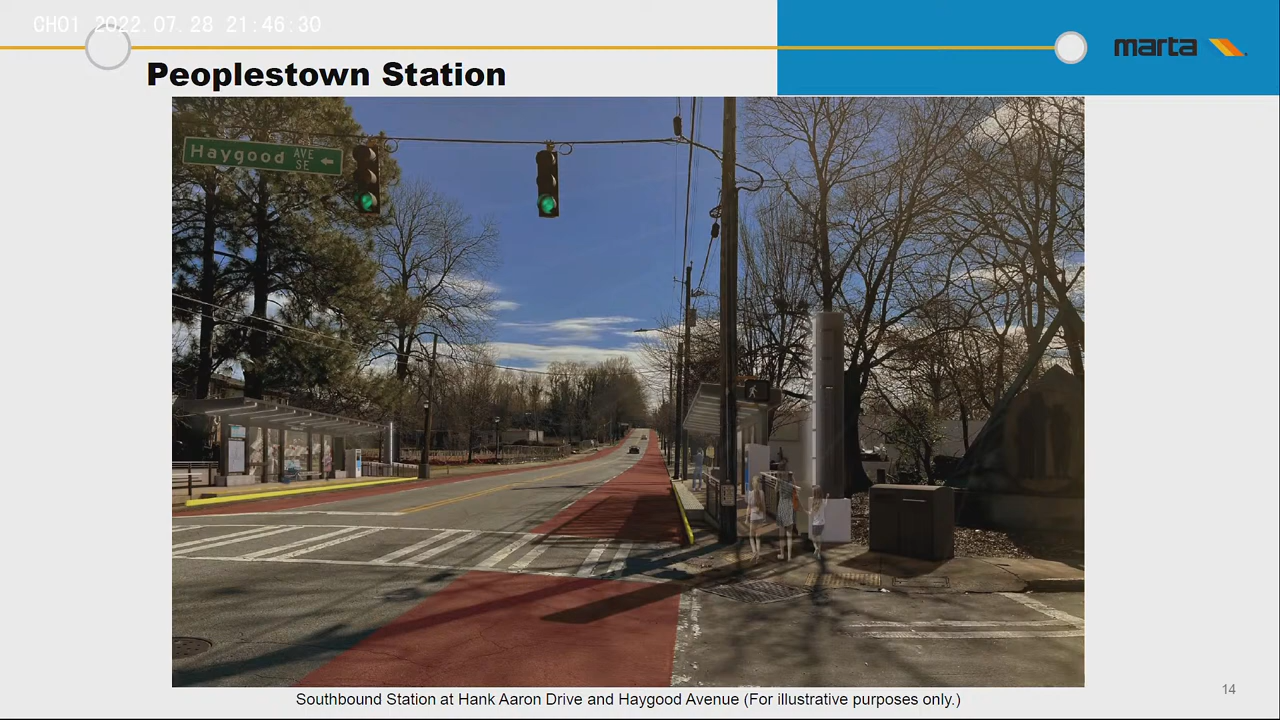 CH01 2022.07.28 21:46:30
marta
Peoplestown Station
Haygood AVE SE
Southbound Station at Hank Aaron Drive and Haygood Avenue (For illustrative purposes only.)
14